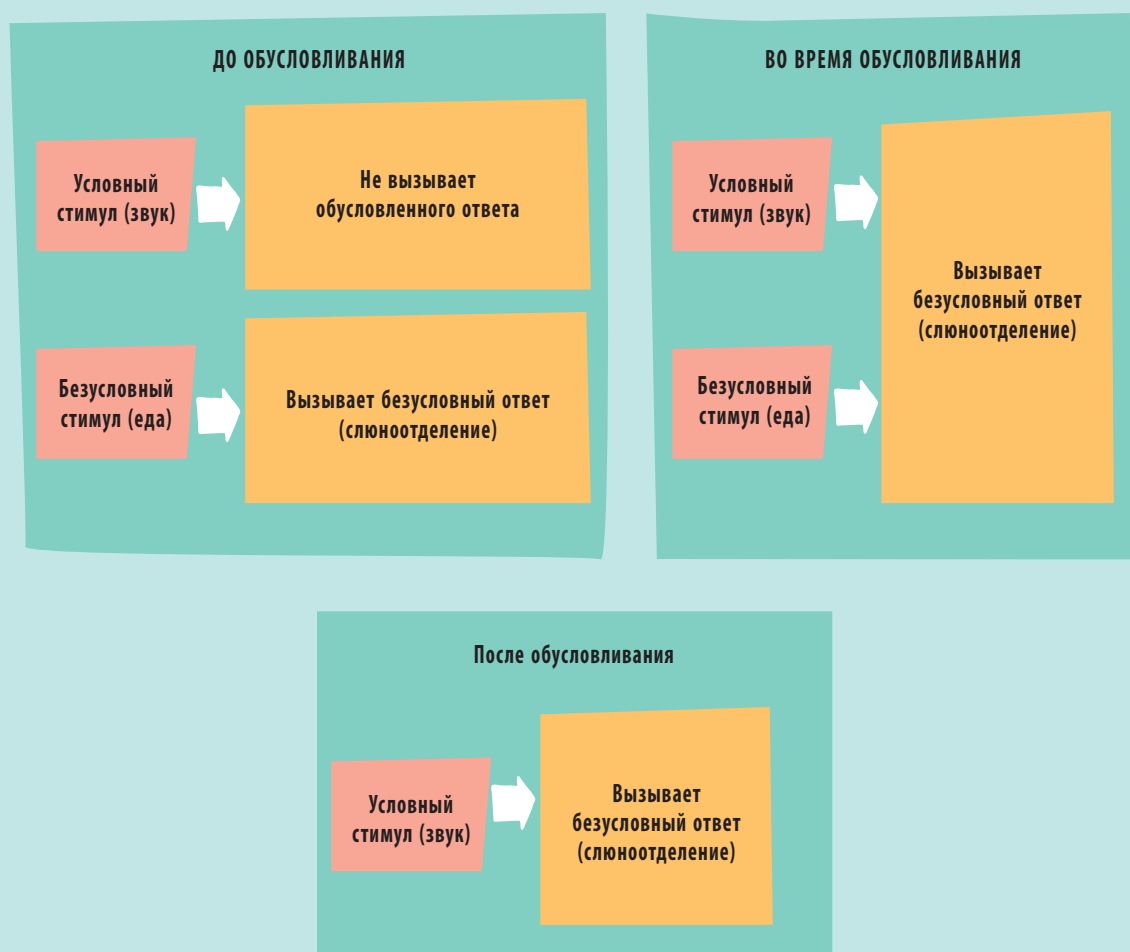 ДО ОБУСЛОВЛИВАНИЯ
Условный
стимул (звук)
Не вызывает
обусловленного ответа
Безусловный
стимул (еда)
Вызывает безусловный ответ
(слюноотделение)
ВО ВРЕМЯ ОБУСЛОВЛИВАНИЯ
Условный
стимул (звук)
Безусловный
стимул (еда)
Вызывает
безусловный ответ
(слюноотделение)
После обусловливания
Условный
стимул (звук)
Вызывает
безусловный ответ
(слюноотделение)